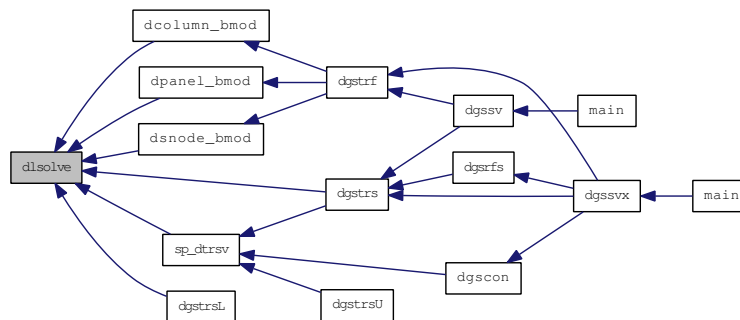 dcolumn_bmod
dpanel_bmod
dgstrf
dgssv
main
dsnode_bmod
dlsolve
dgsrfs
dgstrs
dgssvx
main
sp_dtrsv
dgscon
dgstrsL
dgstrsU